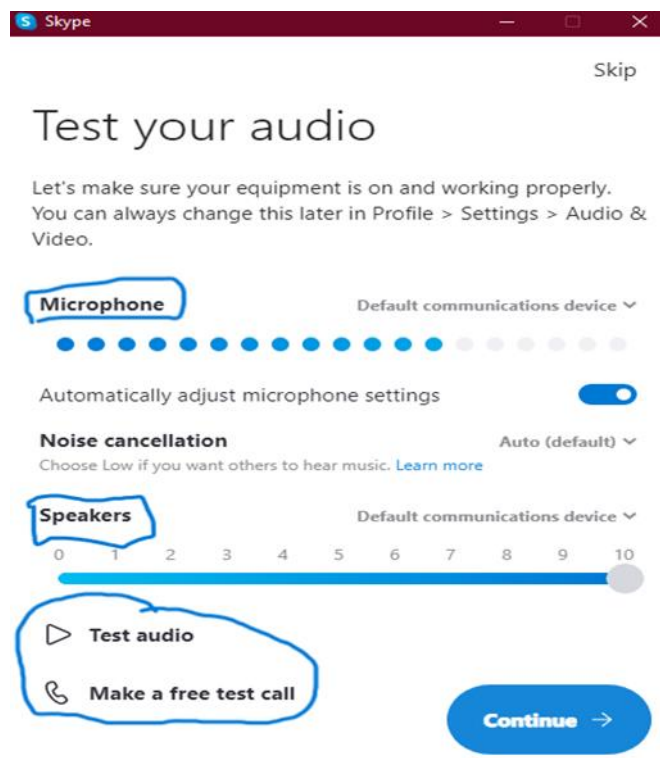 Skype
Skip
Test your audio
Let's make sure your equipment is on and working properly.
You can always change this later in Profile > Settings > Audio &
Video.
Microphone Default communications device
Automatically adjust microphone settings
Noise cancellation Auto (default)
Choose Low if you want others to hear music. Learn more
Speakers Default communications device
0 1 2 3 4 5 6 7 8 9 10
Test audio
Make a free test call
Continue →